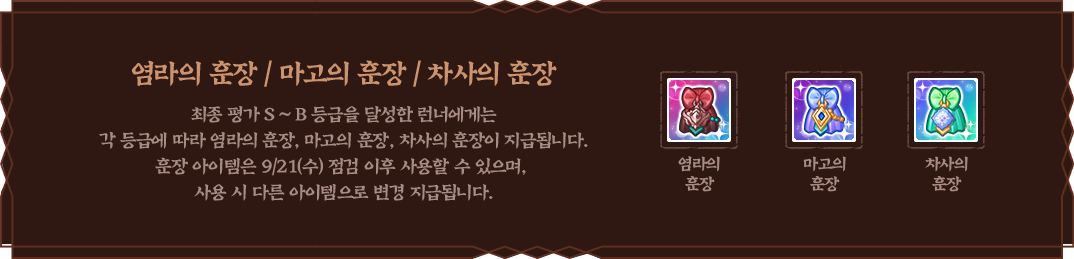 염라의 훈장 / 마고의 훈장 / 차사의 훈장
최종 평가 S ~ B 등급을 달성한 런너에게는
각 등급에 따라 염라의 훈장, 마고의 훈장, 차사의 훈장이 지급됩니다.
훈장 아이템은 9/21(수) 점검 이후 사용할 수 있으며,
사용 시 다른 아이템으로 변경 지급됩니다.
염라의
훈장
마고의
훈장
차사의
훈장